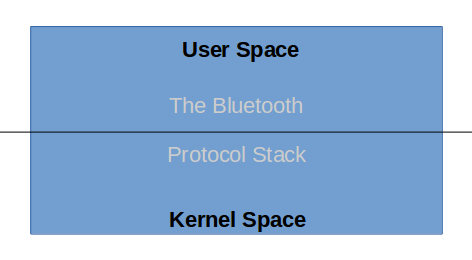 User Space
The Bluetooth
Protocol Stack
Kernel Space